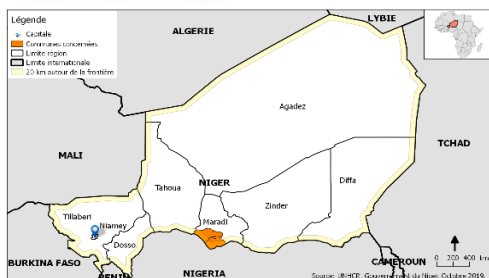 Légende
Capitale
Communes concernées
Limite région
Limite internationale
20 km autour de la frontière
ALGERIE
LYBIE
Agadez
MALI
TCHAD
Tahoua
NIGER
Diffa
Zinder
Maradi
Tillaberi
Niamey
Dosso
BURKINA FASO
BENIN
NIGERIA
CAMEROUN
0 200 400 km
Source: UNHCR, Gouvernement du Niger, Octobre 2019